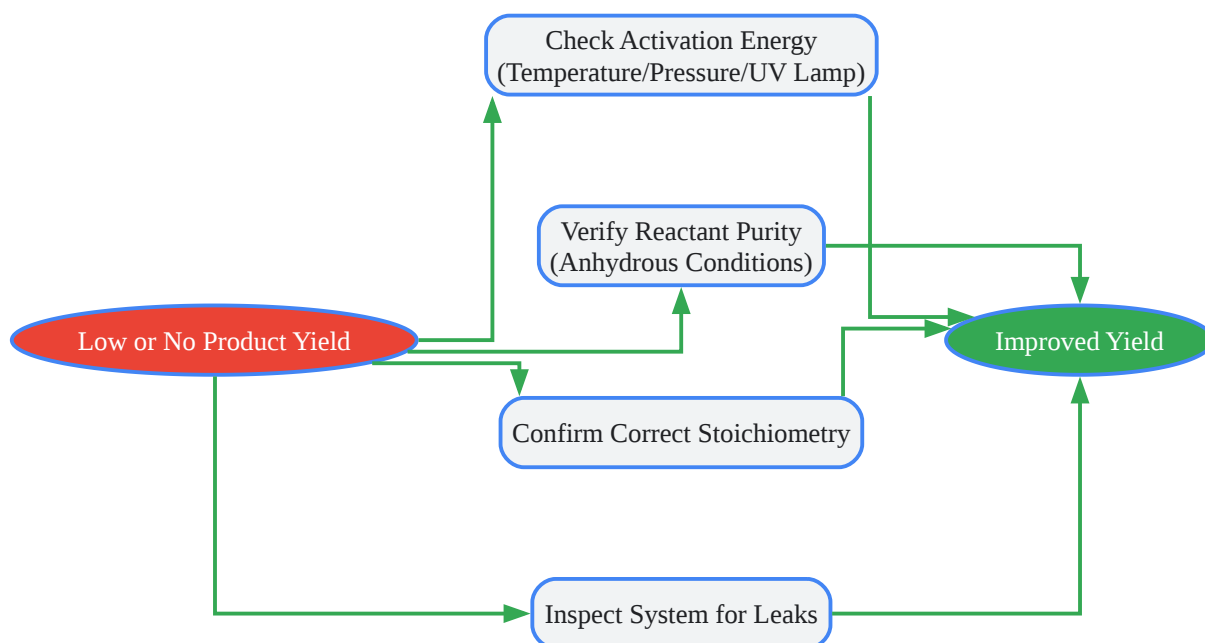 Check Activation Energy
(Temperature/Pressure/UV Lamp)
Verify Reactant Purity
(Anhydrous Conditions)
Low or No Product Yield
Improved Yield
Confirm Correct Stoichiometry
Inspect System for Leaks